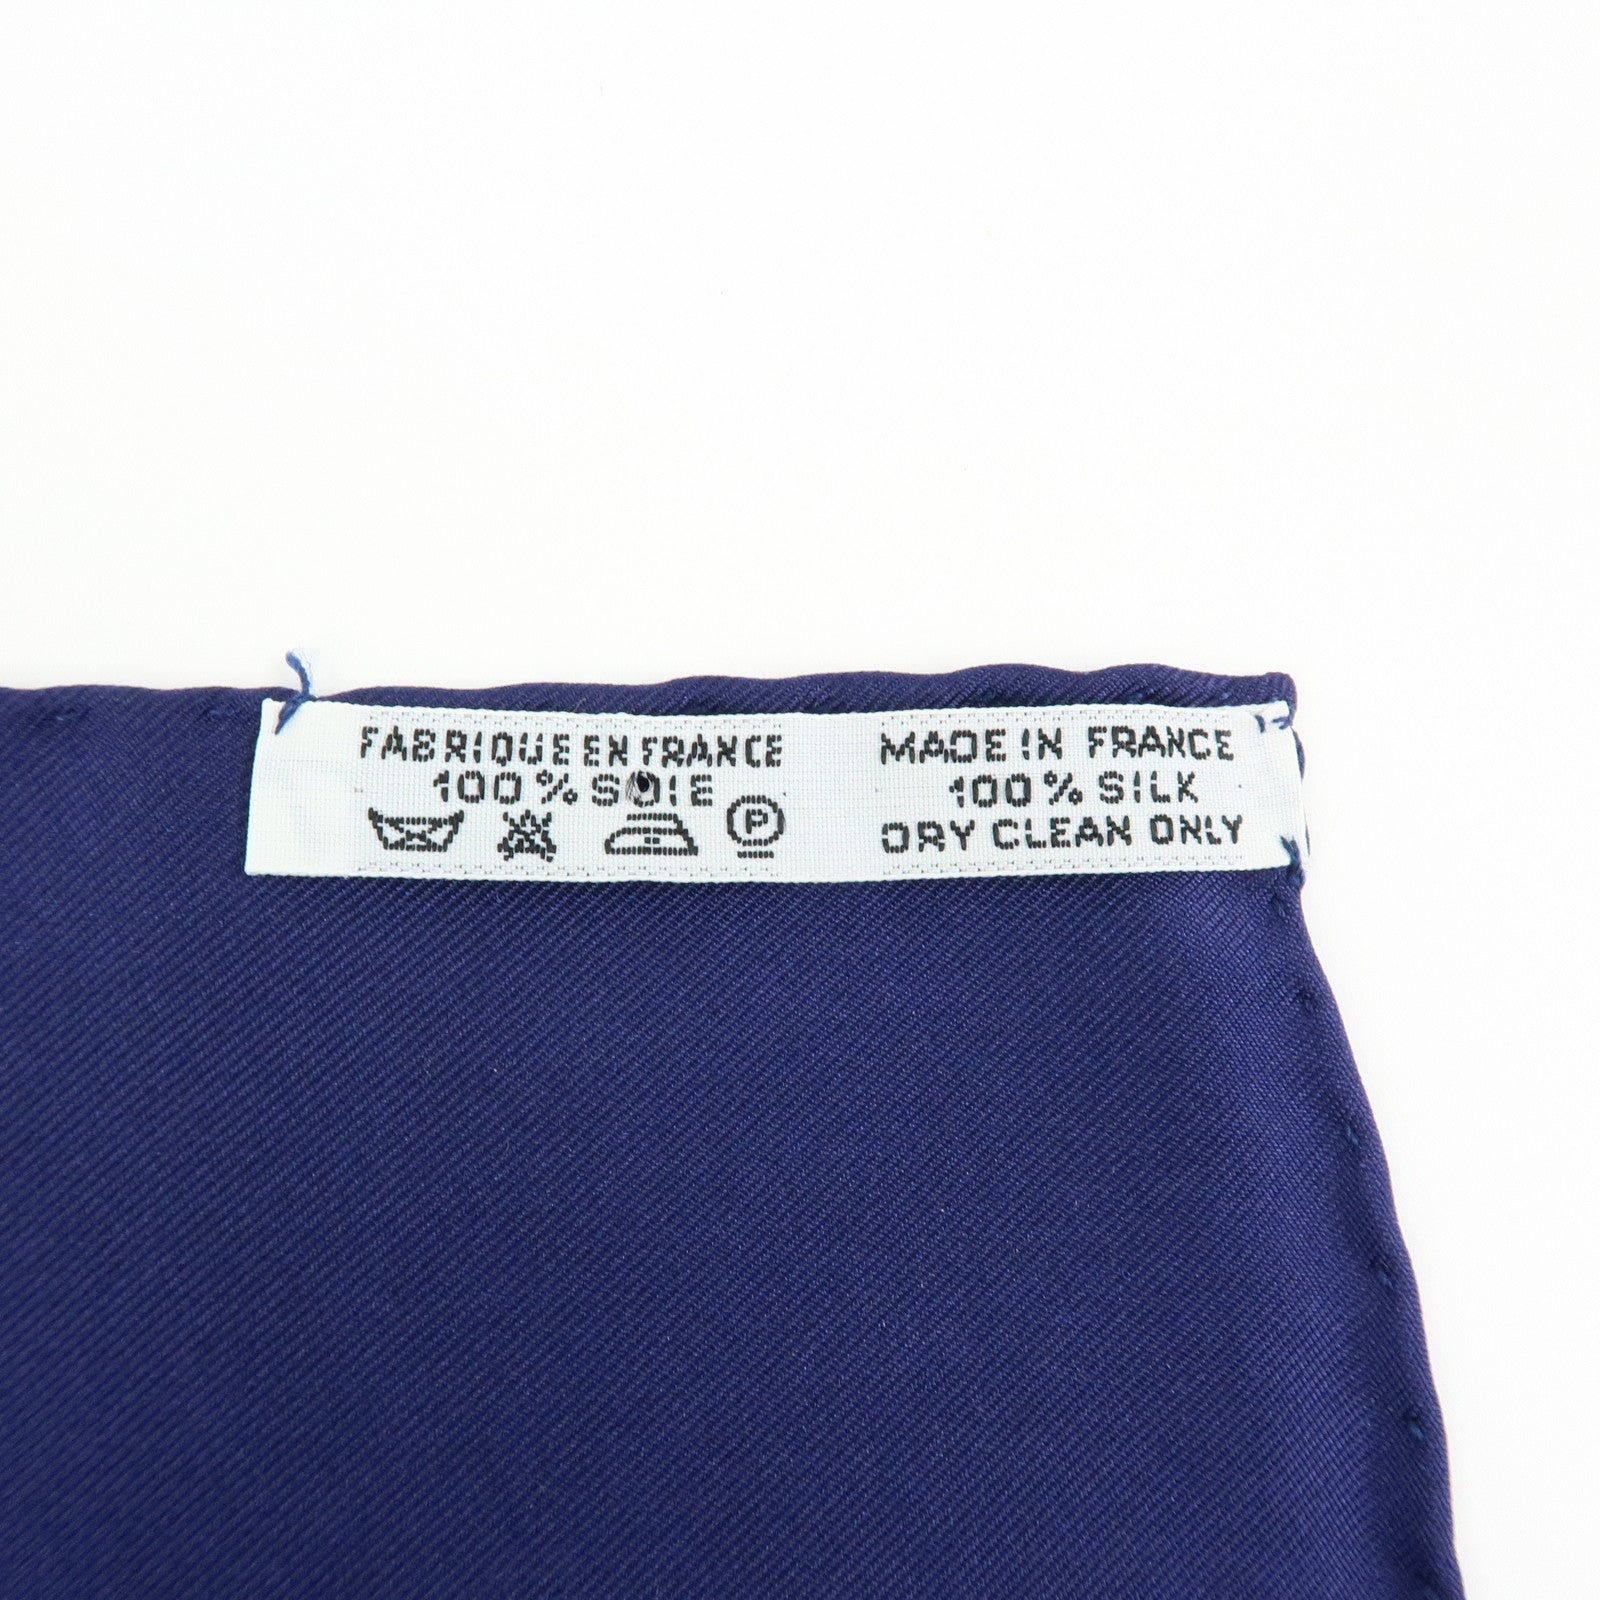 FABRIQUE EN FRANCE
100% SOIE
P
MADE IN FRANCE
100% SILK
DRY CLEAN ONLY